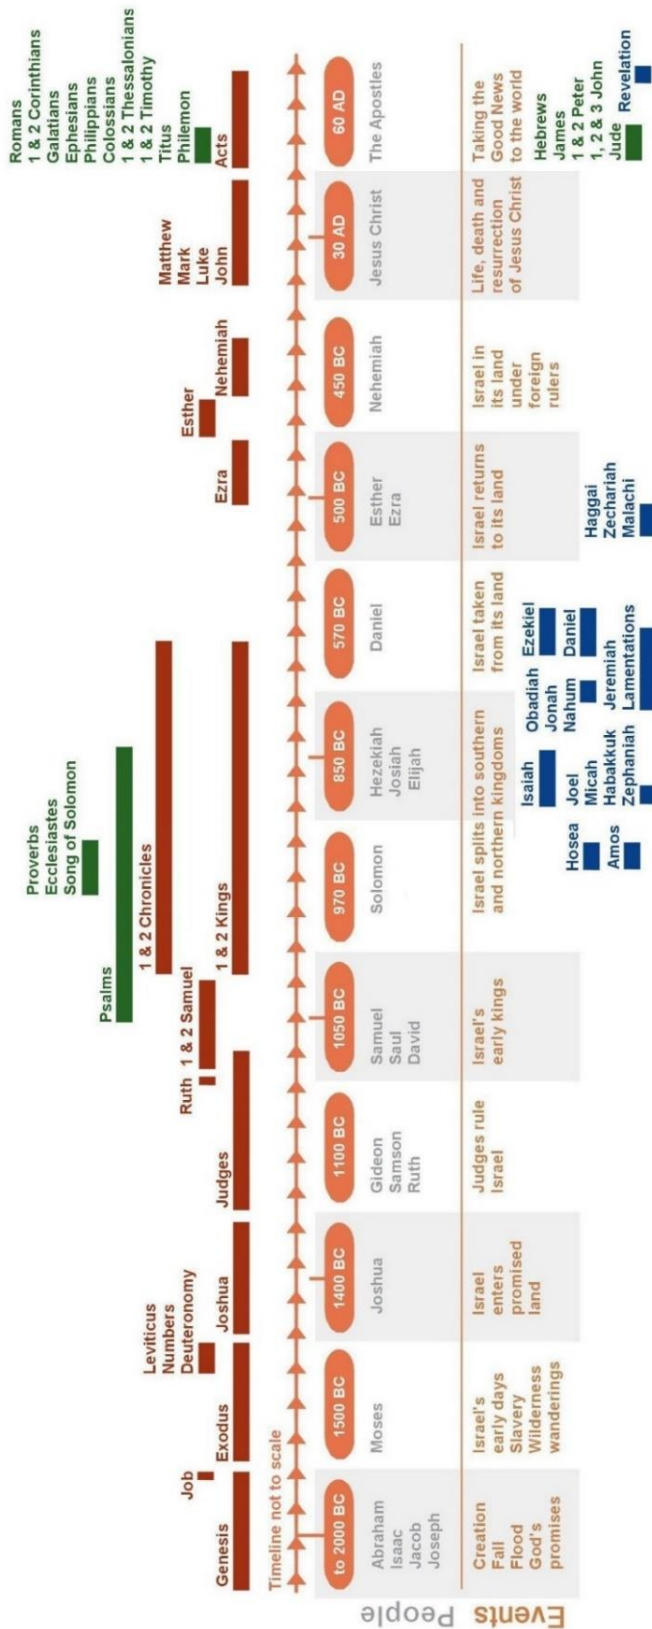 Romans
1 & 2 Corinthians
Galatians
Ephesians
Philippians
Colossians
1 & 2 Thessalonians
1 & 2 Timothy
Titus
Philemon
Proverbs
Ecclesiastes
Song of Solomon
Psalms
1 & 2 Chronicles
Matthew
Mark
Luke
John
Leviticus
Numbers
Deuteronomy
Job
Ruth
1 & 2 Samuel
Esther
Genesis
Exodus
Joshua
Judges
1 & 2 Kings
Ezra
Nehemiah
Acts
Timeline not to scale
to 2000 BC
1500 BC
1400 BC
1100 BC
1050 BC
970 BC
850 BC
570 BC
500 BC
450 BC
30 AD
60 AD
People
Abraham
Isaac
Jacob
Joseph
Moses
Joshua
Gideon
Samson
Ruth
Samuel
Saul
David
Solomon
Hezekiah
Josiah
Elijah
Daniel
Esther
Ezra
Nehemiah
Jesus Christ
The Apostles
Events
Creation
Fall
Flood
God's
promises
Israel's
early days
Slavery
Wilderness
wanderings
Israel
enters
promised
land
Judges rule
Israel
Israel's
early kings
Israel splits into southern
and northern kingdoms
Israel taken
from its land
Israel returns
to its land
Israel in
its land
under
foreign
rulers
Life, death and
resurrection
of Jesus Christ
Taking the
Good News
to the world
Hosea
Amos
Isaiah
Joel
Micah
Habakkuk
Zephaniah
Obadiah
Jonah
Nahum
Jeremiah
Lamentations
Ezekiel
Daniel
Haggai
Zechariah
Malachi
Hebrews
James
1 & 2 Peter
1, 2 & 3 John
Jude
Revelation